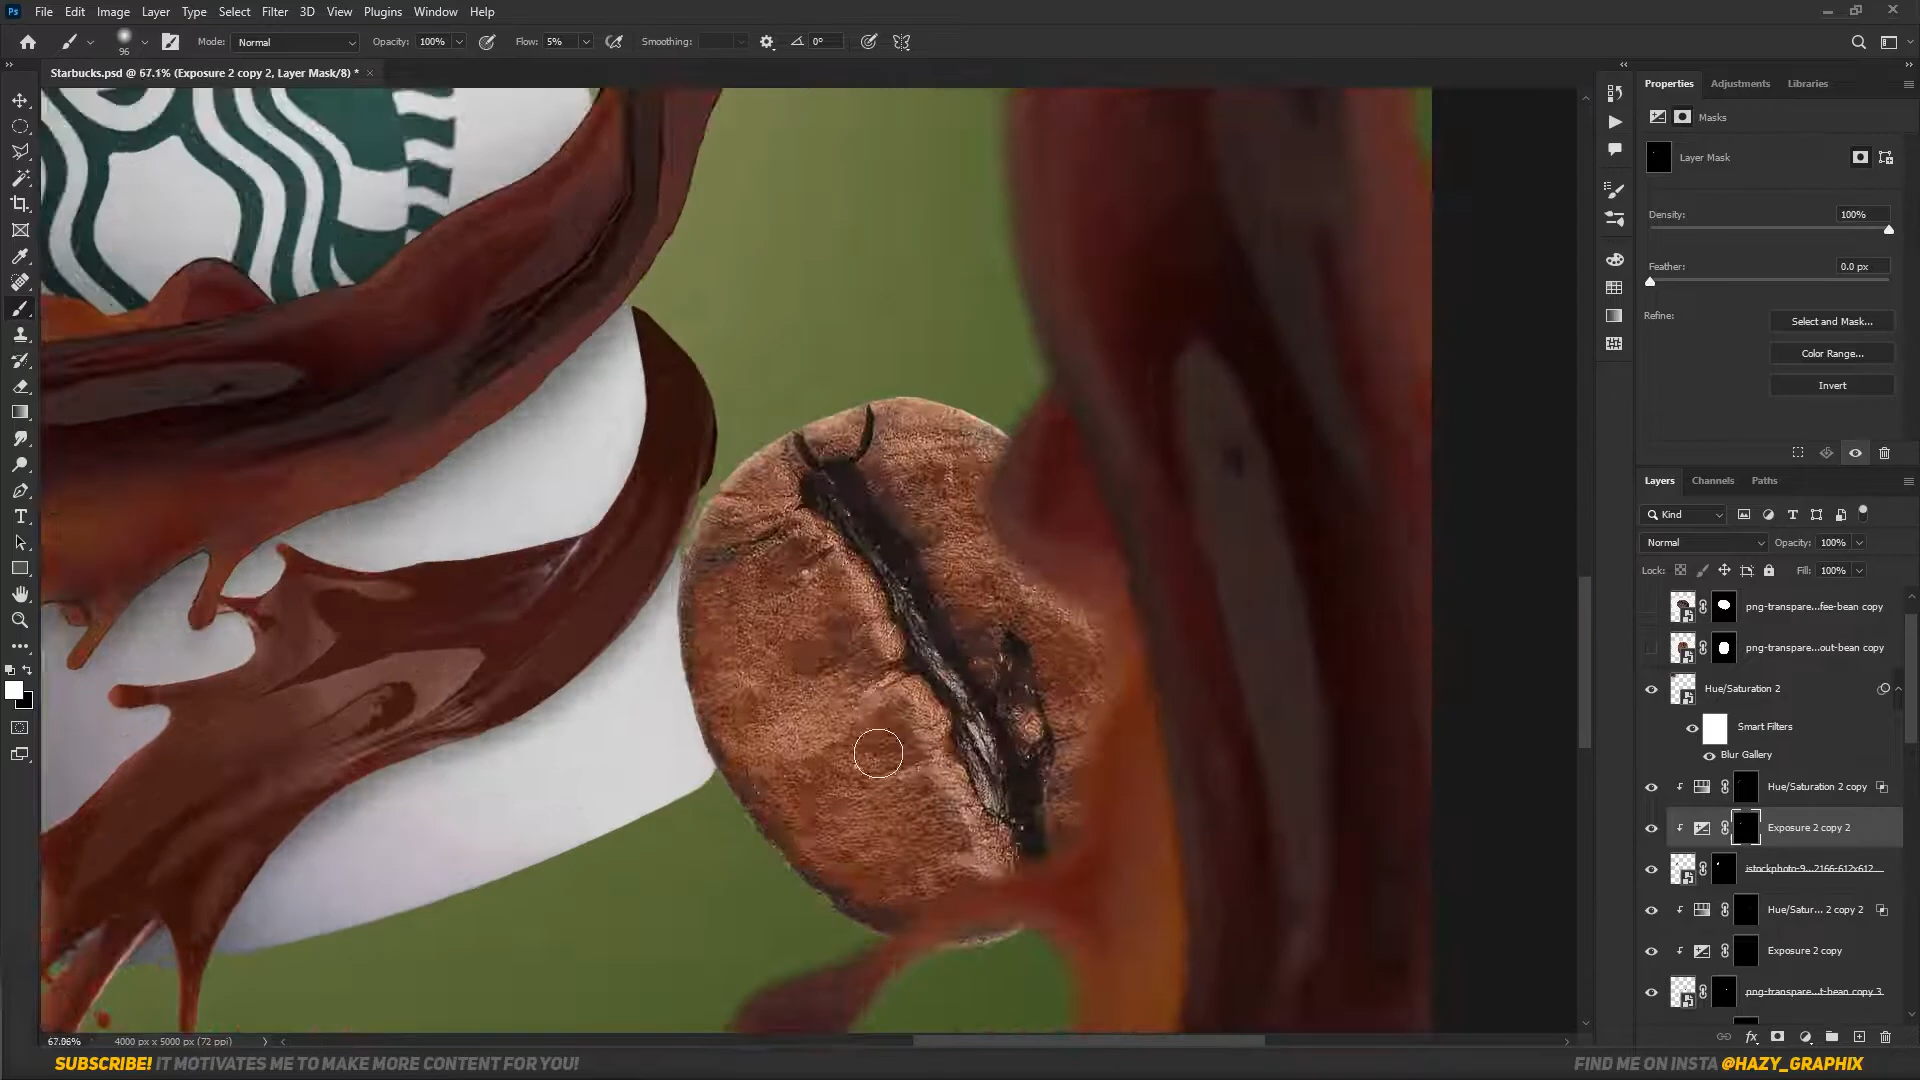 Ps File Edit Image Layer Type Select Filter 3D View Plugins Window Help
96 Mode: Normal Opacity: 100% Flow: 5% Smoothing: 0°
Starbucks.psd @ 67.1% (Exposure 2 copy 2, Layer Mask/8) *
Properties Adjustments Libraries
Masks
Layer Mask
Density: 100%
Feather: 0.0 px
Refine: Select and Mask...
Color Range...
Invert
Layers Channels Paths
Kind
Normal Opacity: 100%
Lock: Fill: 100%
png-transpare...fee-bean copy
png-transpare...out-bean copy
Hue/Saturation 2
Smart Filters
Blur Gallery
Hue/Saturation 2 copy
Exposure 2 copy 2
istockphoto-9...2166-612x612
Hue/Satur... 2 copy 2
Exposure 2 copy
png-transpare...t-bean copy 3
67.06% 4000 px x 5000 px (72 ppi)
SUBSCRIBE! IT MOTIVATES ME TO MAKE MORE CONTENT FOR YOU!
FIND ME ON INSTA @HAZY_GRAPHIX